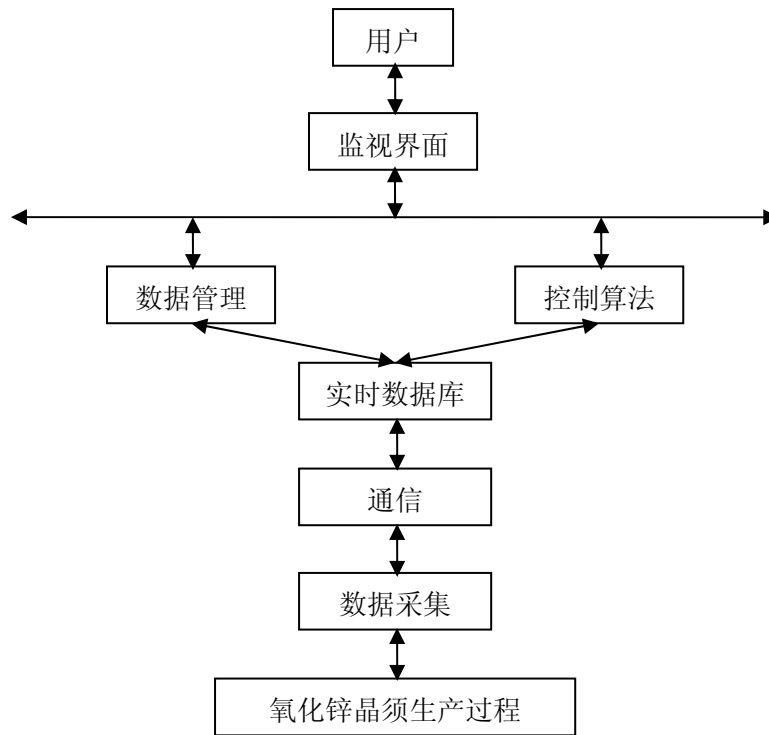 用户
监视界面
数据管理
控制算法
实时数据库
通信
数据采集
氧化锌晶须生产过程